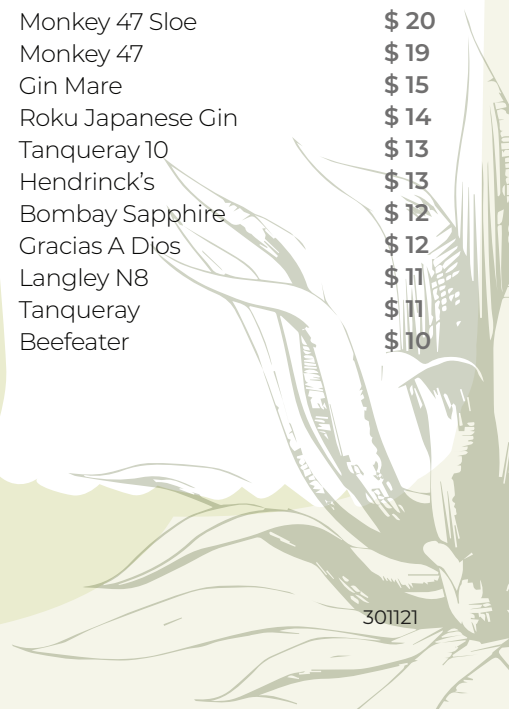 Monkey 47 Sloe $ 20
Monkey 47 $ 19
Gin Mare $ 15
Roku Japanese Gin $ 14
Tanqueray 10 $ 13
Hendrinck’s $ 13
Bombay Sapphire $ 12
Gracias A Dios $ 12
Langley N8 $ 11
Tanqueray $ 11
Beefeater $ 10
301121